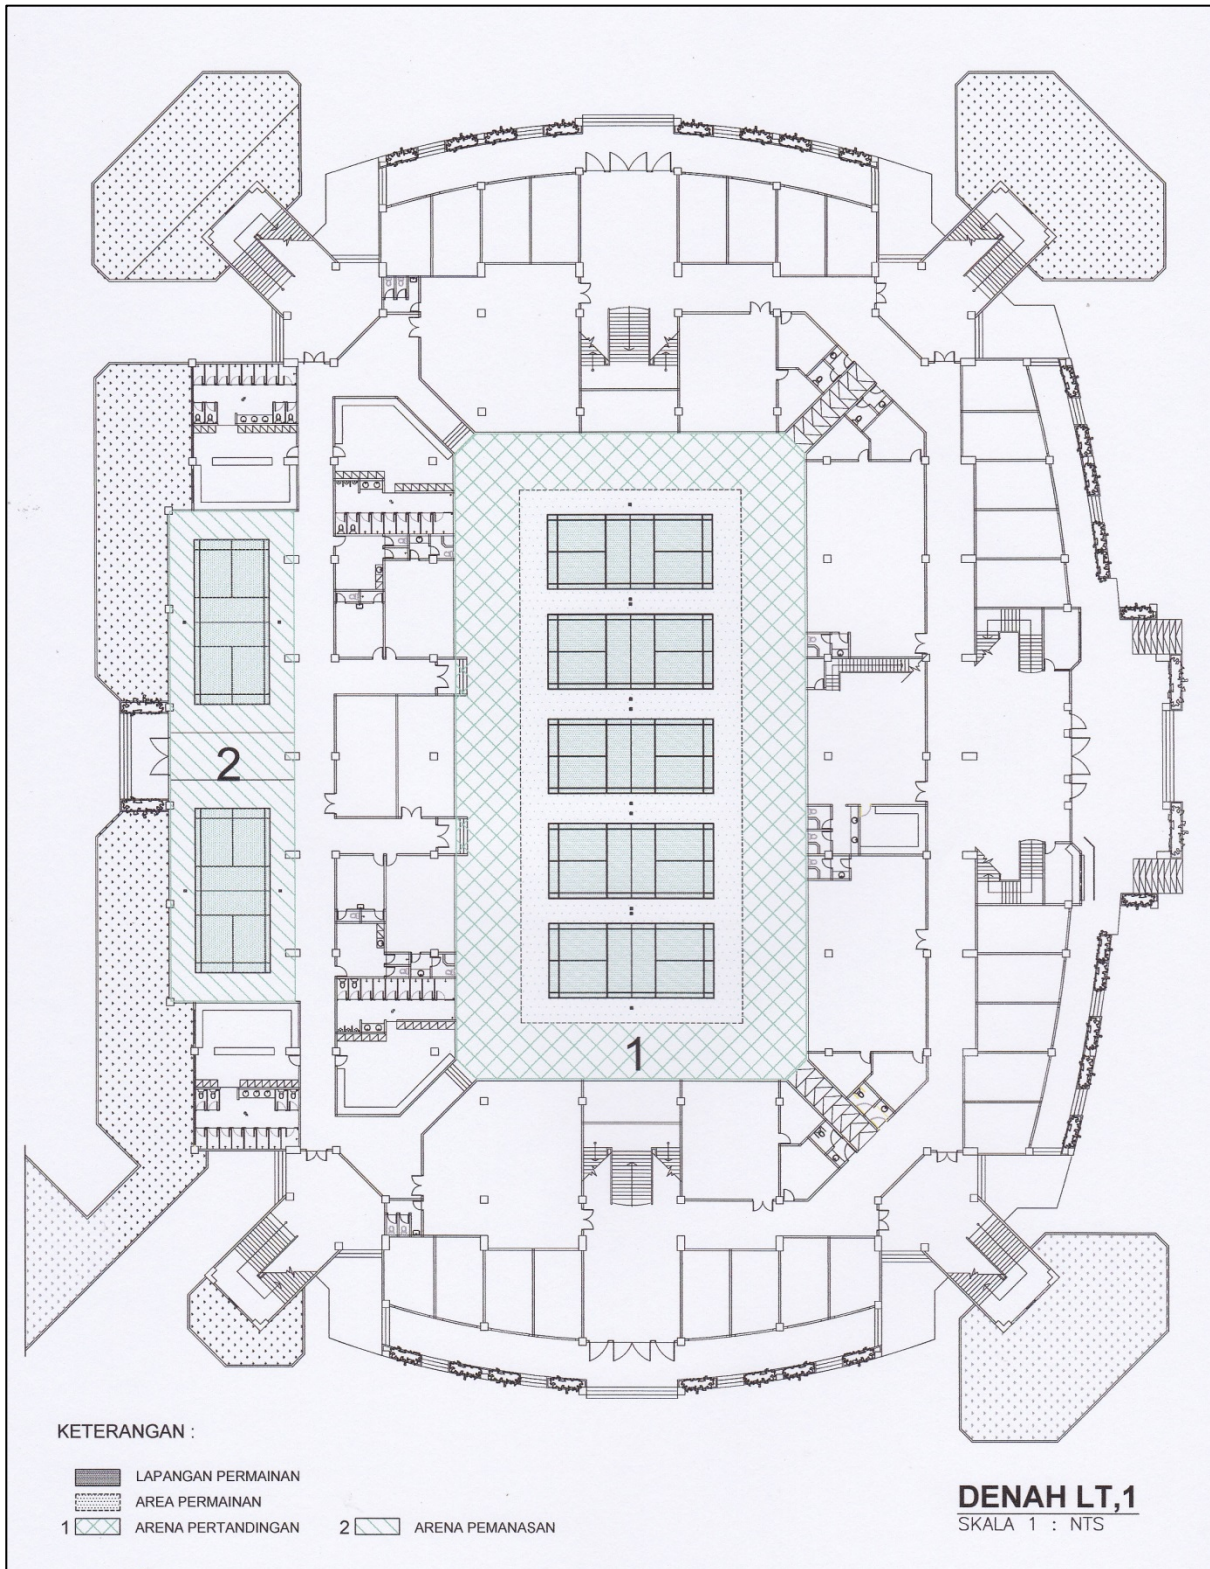 2
1
KETERANGAN :
LAPANGAN PERMAINAN
AREA PERMAINAN
1 ARENA PERTANDINGAN 2 ARENA PEMANASAN
DENAH LT,1
SKALA 1 : NTS